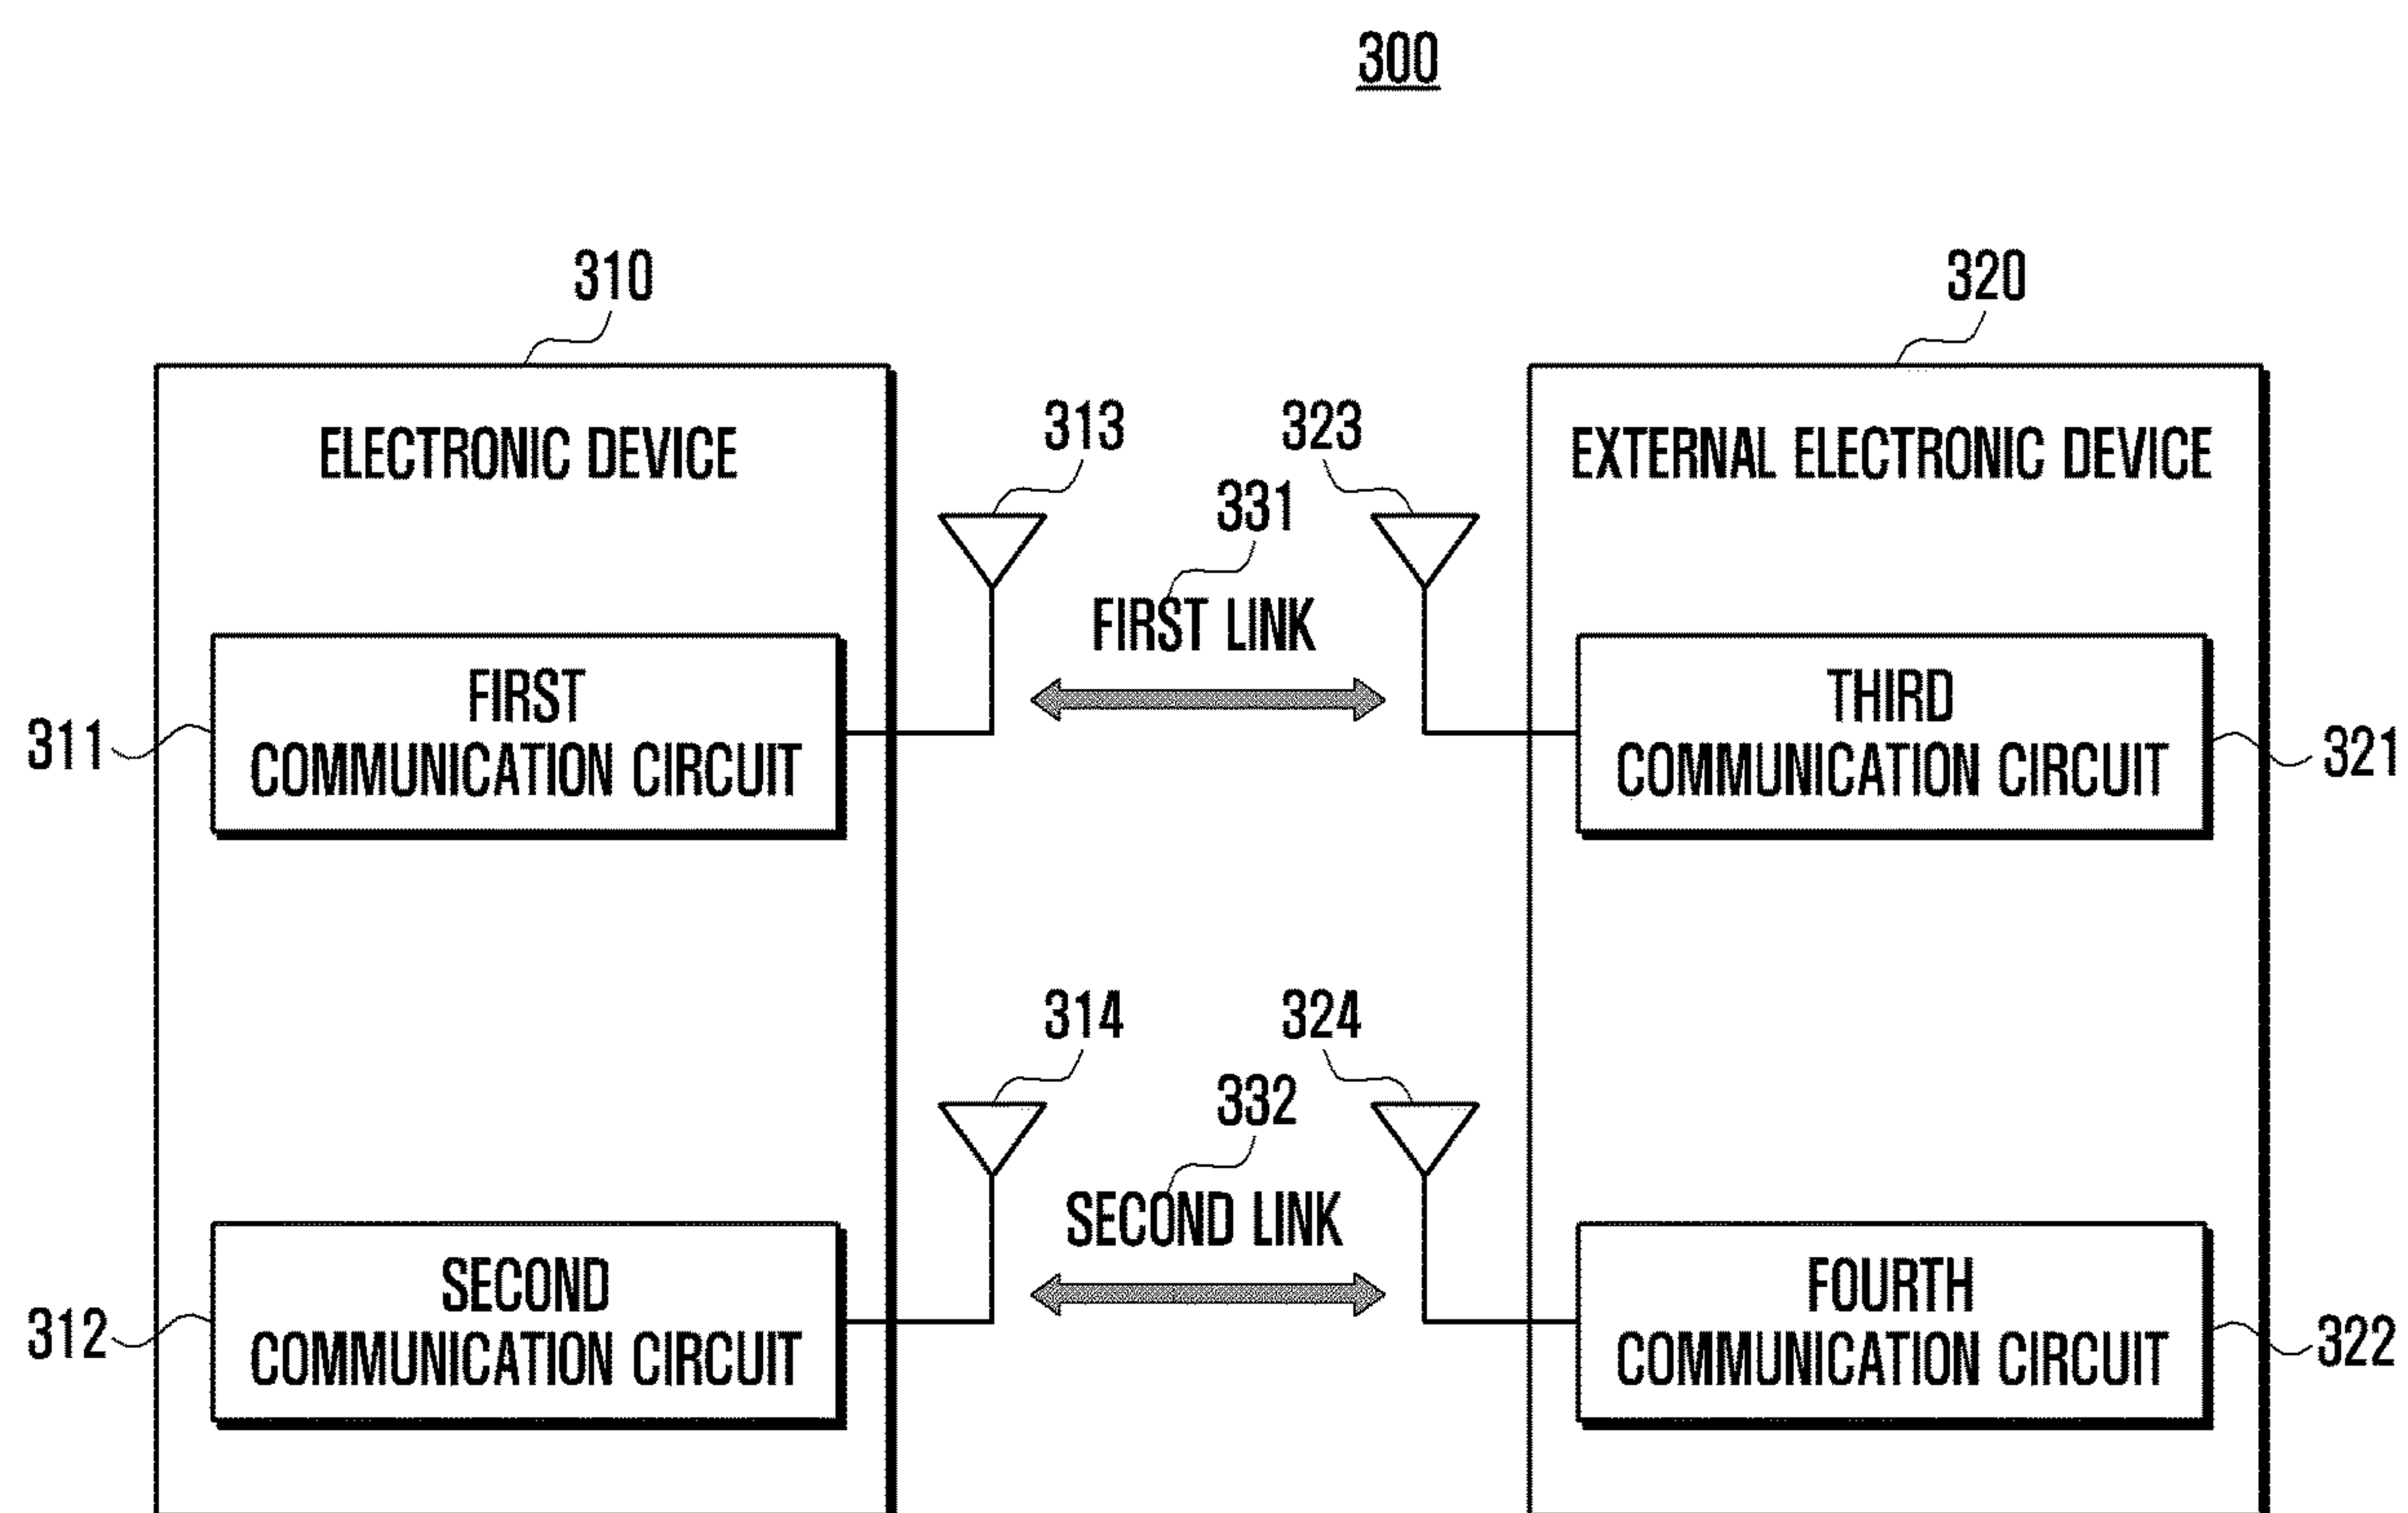 300
310
320
ELECTRONIC DEVICE
EXTERNAL ELECTRONIC DEVICE
313
323
331
FIRST LINK
311
FIRST
COMMUNICATION CIRCUIT
THIRD
COMMUNICATION CIRCUIT
321
314
324
332
SECOND LINK
312
SECOND
COMMUNICATION CIRCUIT
FOURTH
COMMUNICATION CIRCUIT
322